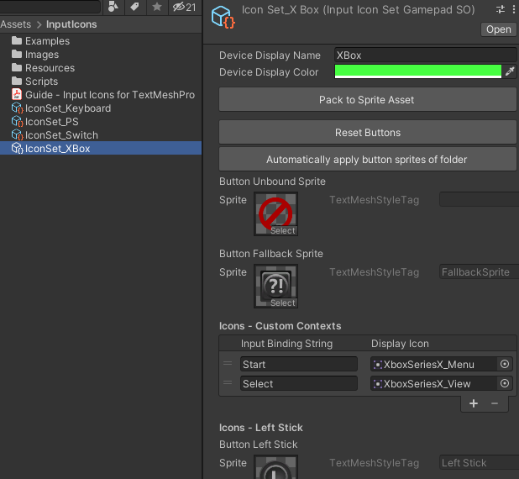 21
Icon Set_X Box (Input Icon Set Gamepad SO)
Open
Assets > InputIcons
Examples
Images
Resources
Scripts
Guide - Input Icons for TextMeshPro
IconSet_Keyboard
IconSet_PS
IconSet_Switch
IconSet_XBox
Device Display Name XBox
Device Display Color
Pack to Sprite Asset
Reset Buttons
Automatically apply button sprites of folder
Button Unbound Sprite
Sprite TextMeshStyleTag
Select
Button Fallback Sprite
Sprite ?! TextMeshStyleTag FallbackSprite
Select
Icons - Custom Contexts
Input Binding String Display Icon
Start XboxSeriesX_Menu
Select XboxSeriesX_View
+ −
Icons - Left Stick
Button Left Stick
Sprite TextMeshStyleTag Left Stick